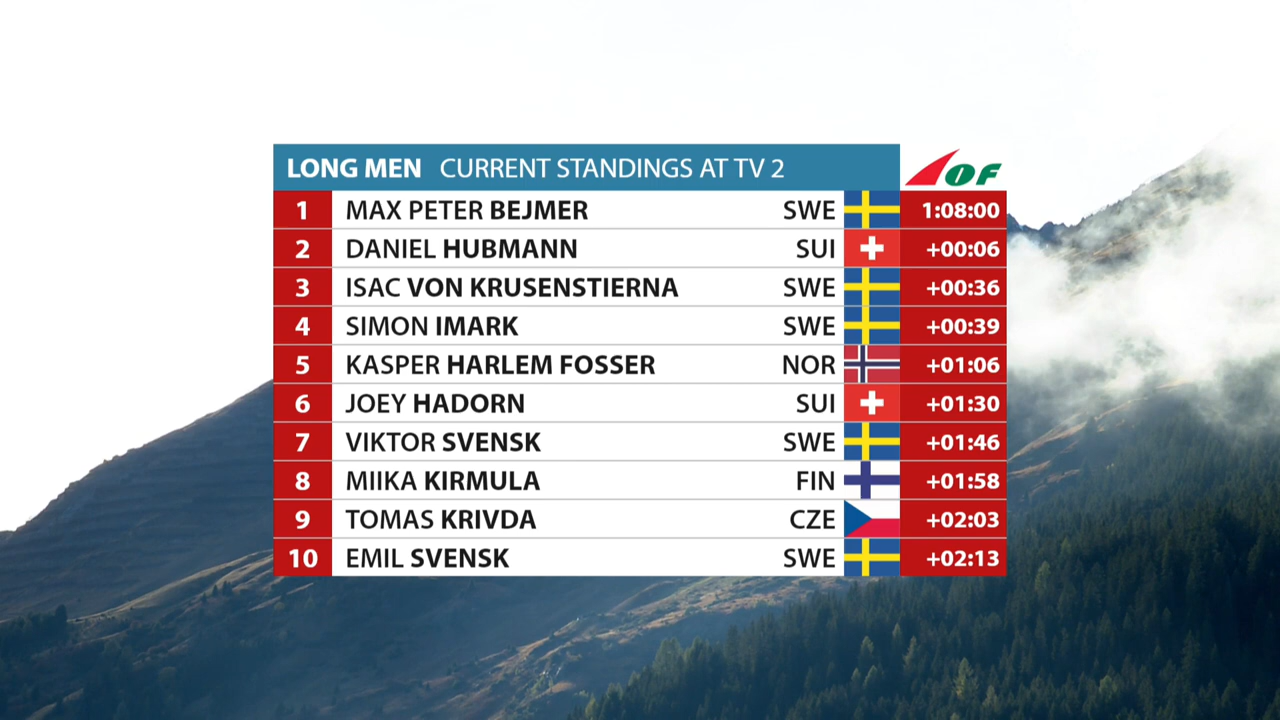 LONG MEN CURRENT STANDINGS AT TV 2 IOF
1 MAX PETER BEJMER SWE 1:08:00
2 DANIEL HUBMANN SUI +00:06
3 ISAC VON KRUSENSTIERNA SWE +00:36
4 SIMON IMARK SWE +00:39
5 KASPER HARLEM FOSSER NOR +01:06
6 JOEY HADORN SUI +01:30
7 VIKTOR SVENSK SWE +01:46
8 MIIKA KIRMULA FIN +01:58
9 TOMAS KRIVDA CZE +02:03
10 EMIL SVENSK SWE +02:13